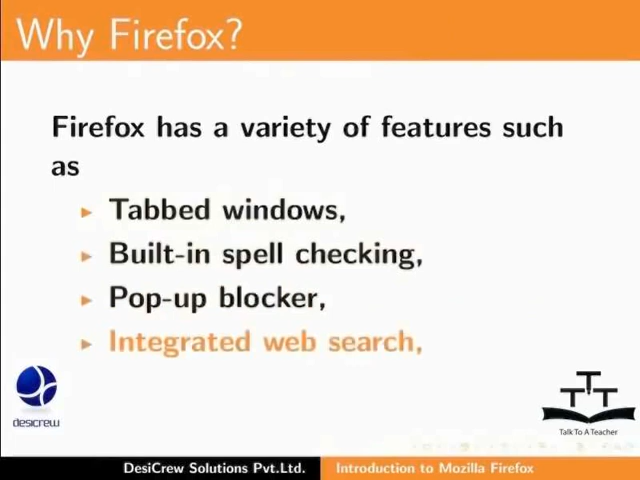 Why Firefox?
Firefox has a variety of features such
as
Tabbed windows,
Built-in spell checking,
Pop-up blocker,
Integrated web search,
desicrew
TTT
Talk To A Teacher
DesiCrew Solutions Pvt.Ltd. Introduction to Mozilla Firefox